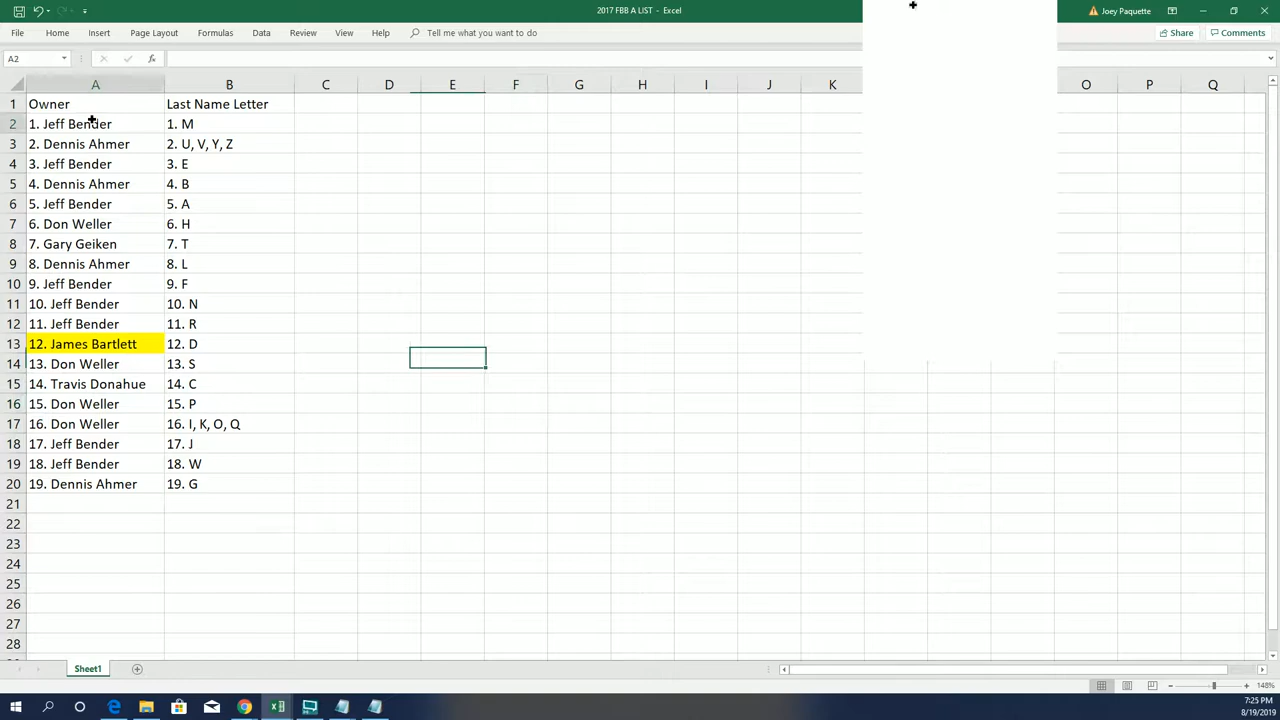 2017 FBB A LIST - Excel
Joey Paquette
File Home Insert Page Layout Formulas Data Review View Help Tell me what you want to do Share Comments
A2 fx
A B C D E F G H I J K O P Q
1 Owner Last Name Letter
2 1. Jeff Bender 1. M
3 2. Dennis Ahmer 2. U, V, Y, Z
4 3. Jeff Bender 3. E
5 4. Dennis Ahmer 4. B
6 5. Jeff Bender 5. A
7 6. Don Weller 6. H
8 7. Gary Geiken 7. T
9 8. Dennis Ahmer 8. L
10 9. Jeff Bender 9. F
11 10. Jeff Bender 10. N
12 11. Jeff Bender 11. R
13 12. James Bartlett 12. D
14 13. Don Weller 13. S
15 14. Travis Donahue 14. C
16 15. Don Weller 15. P
17 16. Don Weller 16. I, K, O, Q
18 17. Jeff Bender 17. J
19 18. Jeff Bender 18. W
20 19. Dennis Ahmer 19. G
21
22
23
24
25
26
27
28
Sheet1
148%
7:25 PM
8/19/2019